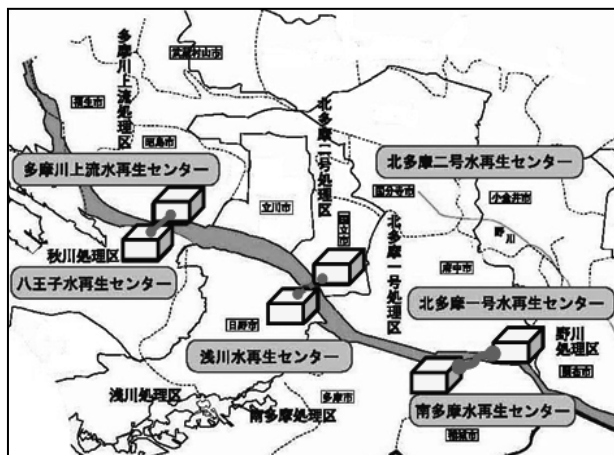 武蔵村山市
福生市
多摩川上流処理区
昭島市
北多摩二号処理区
多摩川上流水再生センター
北多摩二号水再生センター
国分寺市
小金井市
立川市
国立市
野川
秋川処理区
北多摩一号処理区
府中市
八王子水再生センター
北多摩一号水再生センター
日野市
浅川水再生センター
野川
処理区
浅川処理区
多摩市
南多摩処理区
南多摩水再生センター
稲城市